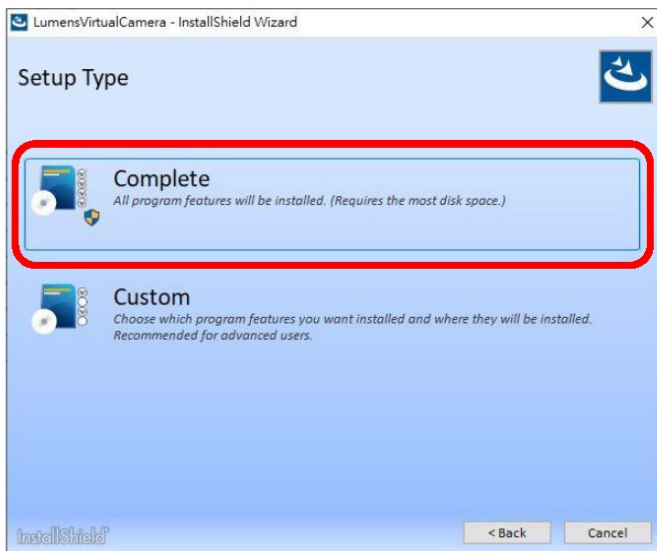 LumensVirtualCamera - InstallShield Wizard
Setup Type
Complete
All program features will be installed. (Requires the most disk space.)
Custom
Choose which program features you want installed and where they will be installed.
Recommended for advanced users.
InstallShield
< Back
Cancel